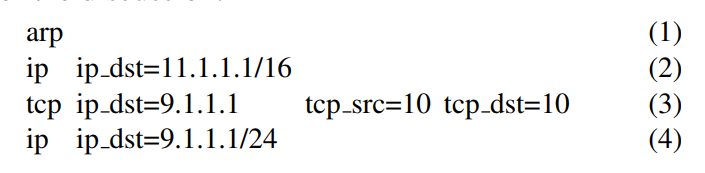 arp (1)
ip ip_dst=11.1.1.1/16 (2)
tcp ip_dst=9.1.1.1 tcp_src=10 tcp_dst=10 (3)
ip ip_dst=9.1.1.1/24 (4)